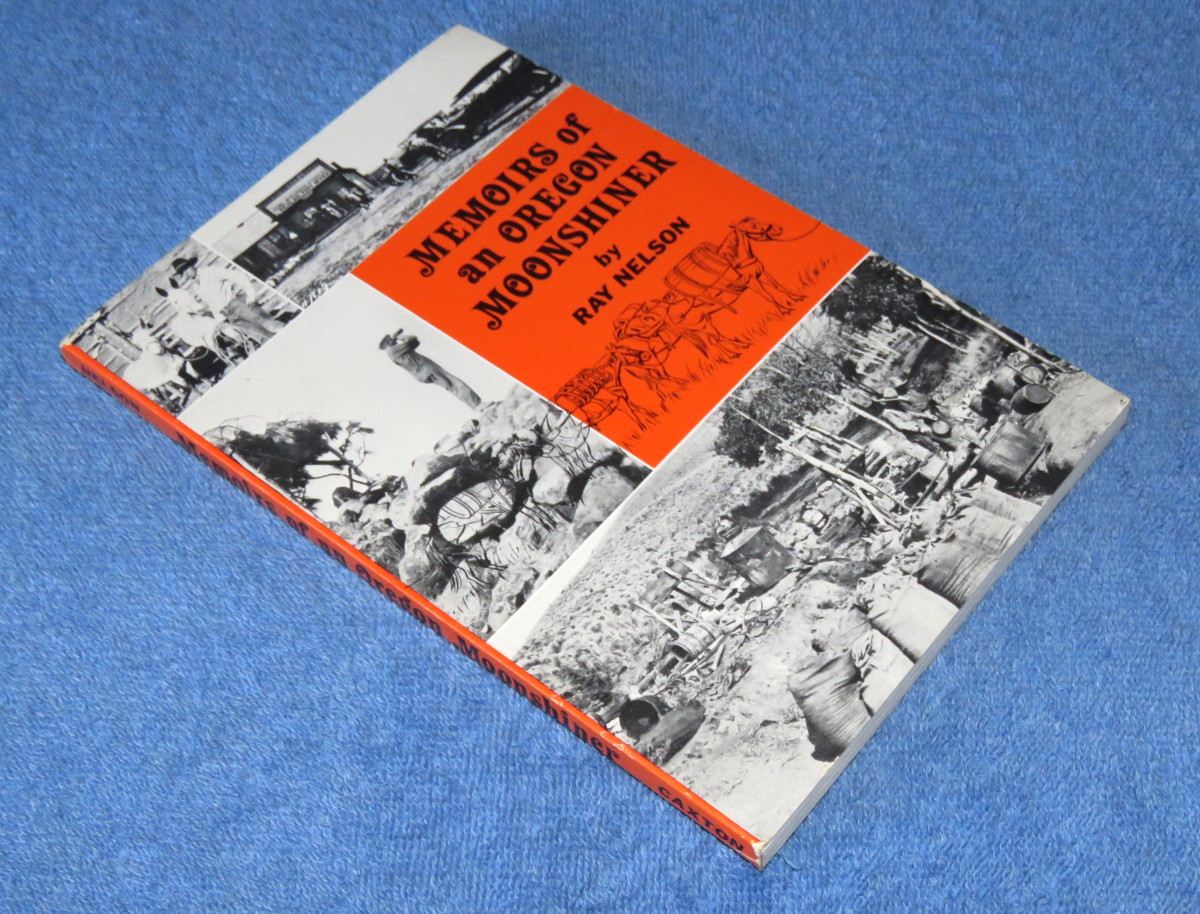 MEMOIRS of
an OREGON
MOONSHINER
by
RAY NELSON
Memoirs of an Oregon Moonshiner
CAXTON